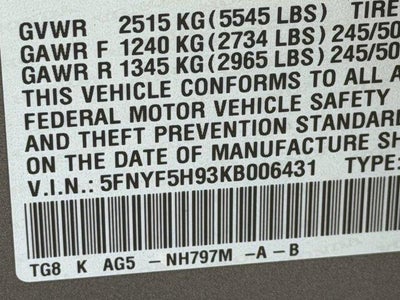 GVWR 2515 KG (5545 LBS) TIRE
GAWR F 1240 KG (2734 LBS) 245/50
GAWR R 1345 KG (2965 LBS) 245/50
THIS VEHICLE CONFORMS TO ALL A
FEDERAL MOTOR VEHICLE SAFETY
AND THEFT PREVENTION STANDAR
ON THE DATE OF MANUFACTURE SH
V.I.N.: 5FNYF5H93KB006431 TYPE:
TG8 K AG5 -NH797M -A-B